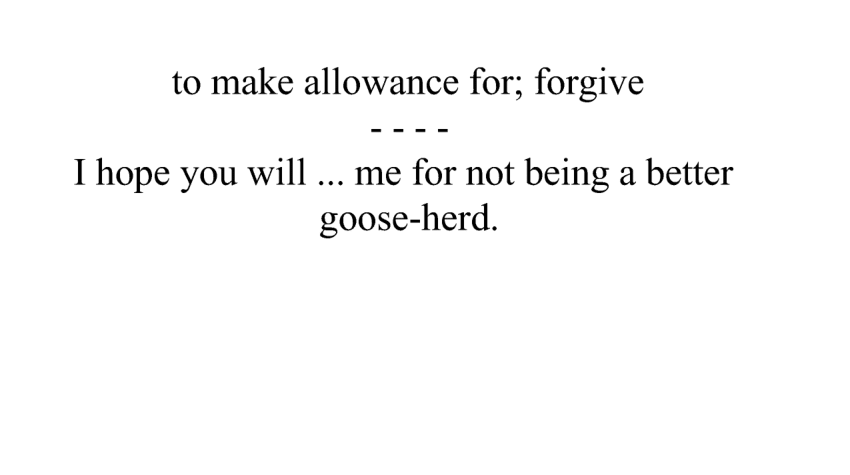 to make allowance for; forgive
- - - -
I hope you will ... me for not being a better
goose-herd.